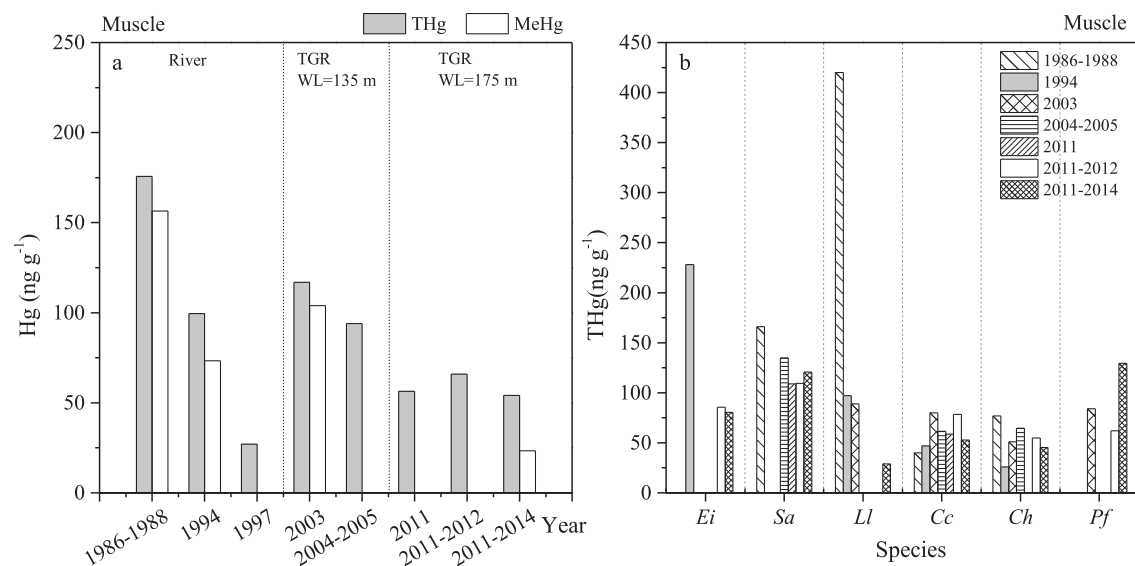 Muscle
THg
MeHg
a
River
TGR
WL=135 m
TGR
WL=175 m
250
200
150
100
50
0
Hg (ng g⁻¹)
1986-1988
1994
1997
2003
2004-2005
2011
2011-2012
2011-2014
Year
Muscle
b
1986-1988
1994
2003
2004-2005
2011
2011-2012
2011-2014
450
400
350
300
250
200
150
100
50
0
THg(ng g⁻¹)
Ei
Sa
Ll
Cc
Ch
Pf
Species